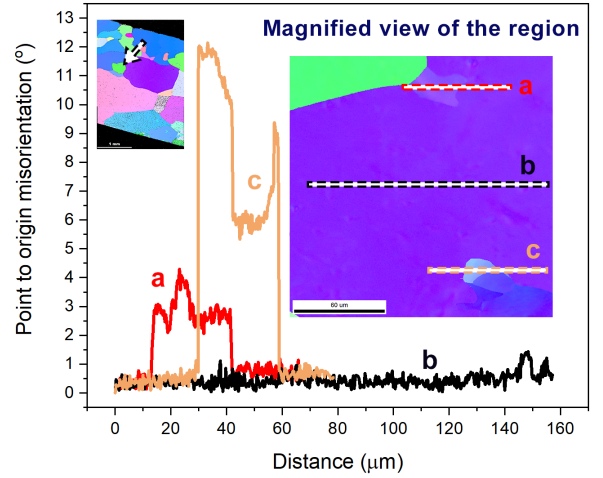 Magnified view of the region
13
12
11
10
9
8
7
6
5
4
3
2
1
0
Point to origin misorientation (°)
1 mm
a
b
c
60 um
c
a
b
0 20 40 60 80 100 120 140 160
Distance (μm)